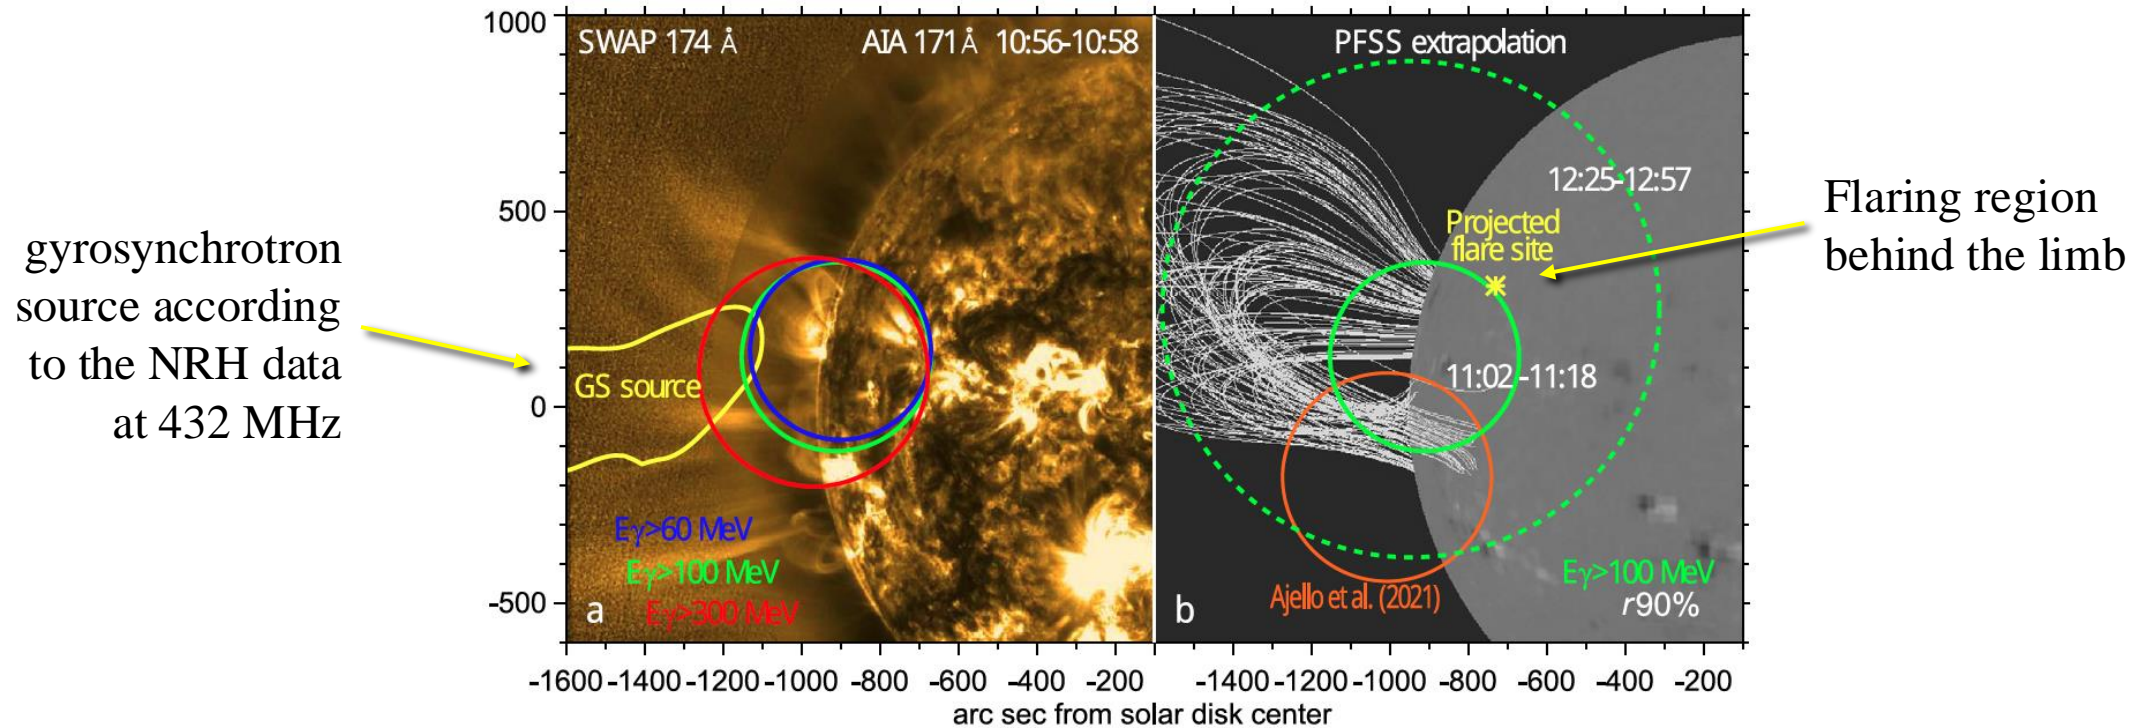 gyrosynchrotron
source according
to the NRH data
at 432 MHz
1000
500
0
-500
SWAP 174 Å
AIA 171Å 10:56-10:58
GS source
Eγ>60 MeV
Eγ>100 MeV
Eγ>300 MeV
a
PFSS extrapolation
12:25-12:57
Projected
flare site
11:02-11:18
Ajello et al. (2021)
Eγ>100 MeV
r90%
b
-1600 -1400 -1200 -1000 -800 -600 -400 -200
-1400 -1200 -1000 -800 -600 -400 -200
arc sec from solar disk center
Flaring region
behind the limb